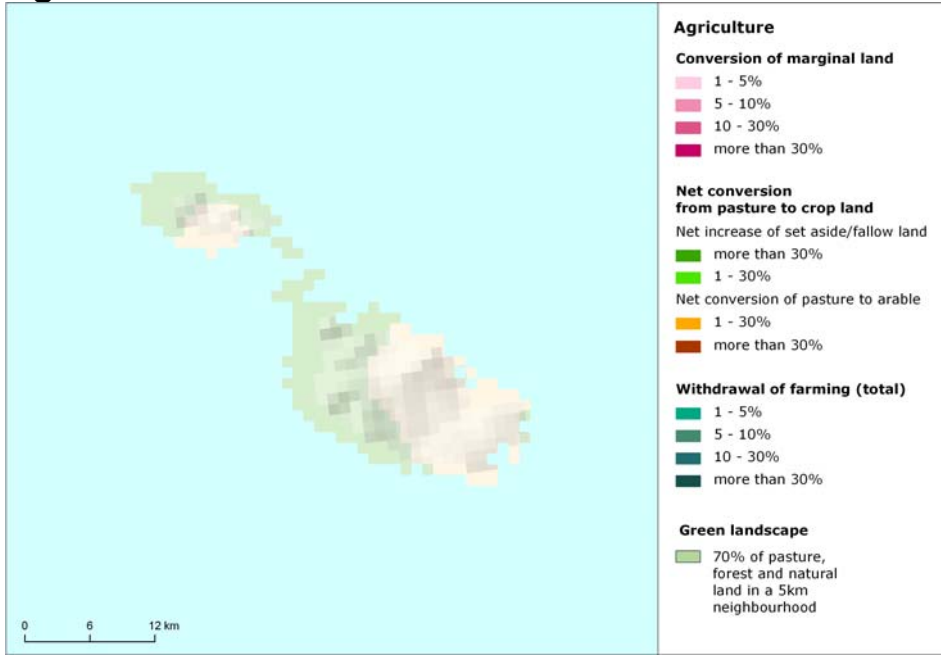 Agriculture
Conversion of marginal land
1 - 5%
5 - 10%
10 - 30%
more than 30%
Net conversion
from pasture to crop land
Net increase of set aside/fallow land
more than 30%
1 - 30%
Net conversion of pasture to arable
1 - 30%
more than 30%
Withdrawal of farming (total)
1 - 5%
5 - 10%
10 - 30%
more than 30%
Green landscape
70% of pasture,
forest and natural
land in a 5km
neighbourhood
0 6 12 km